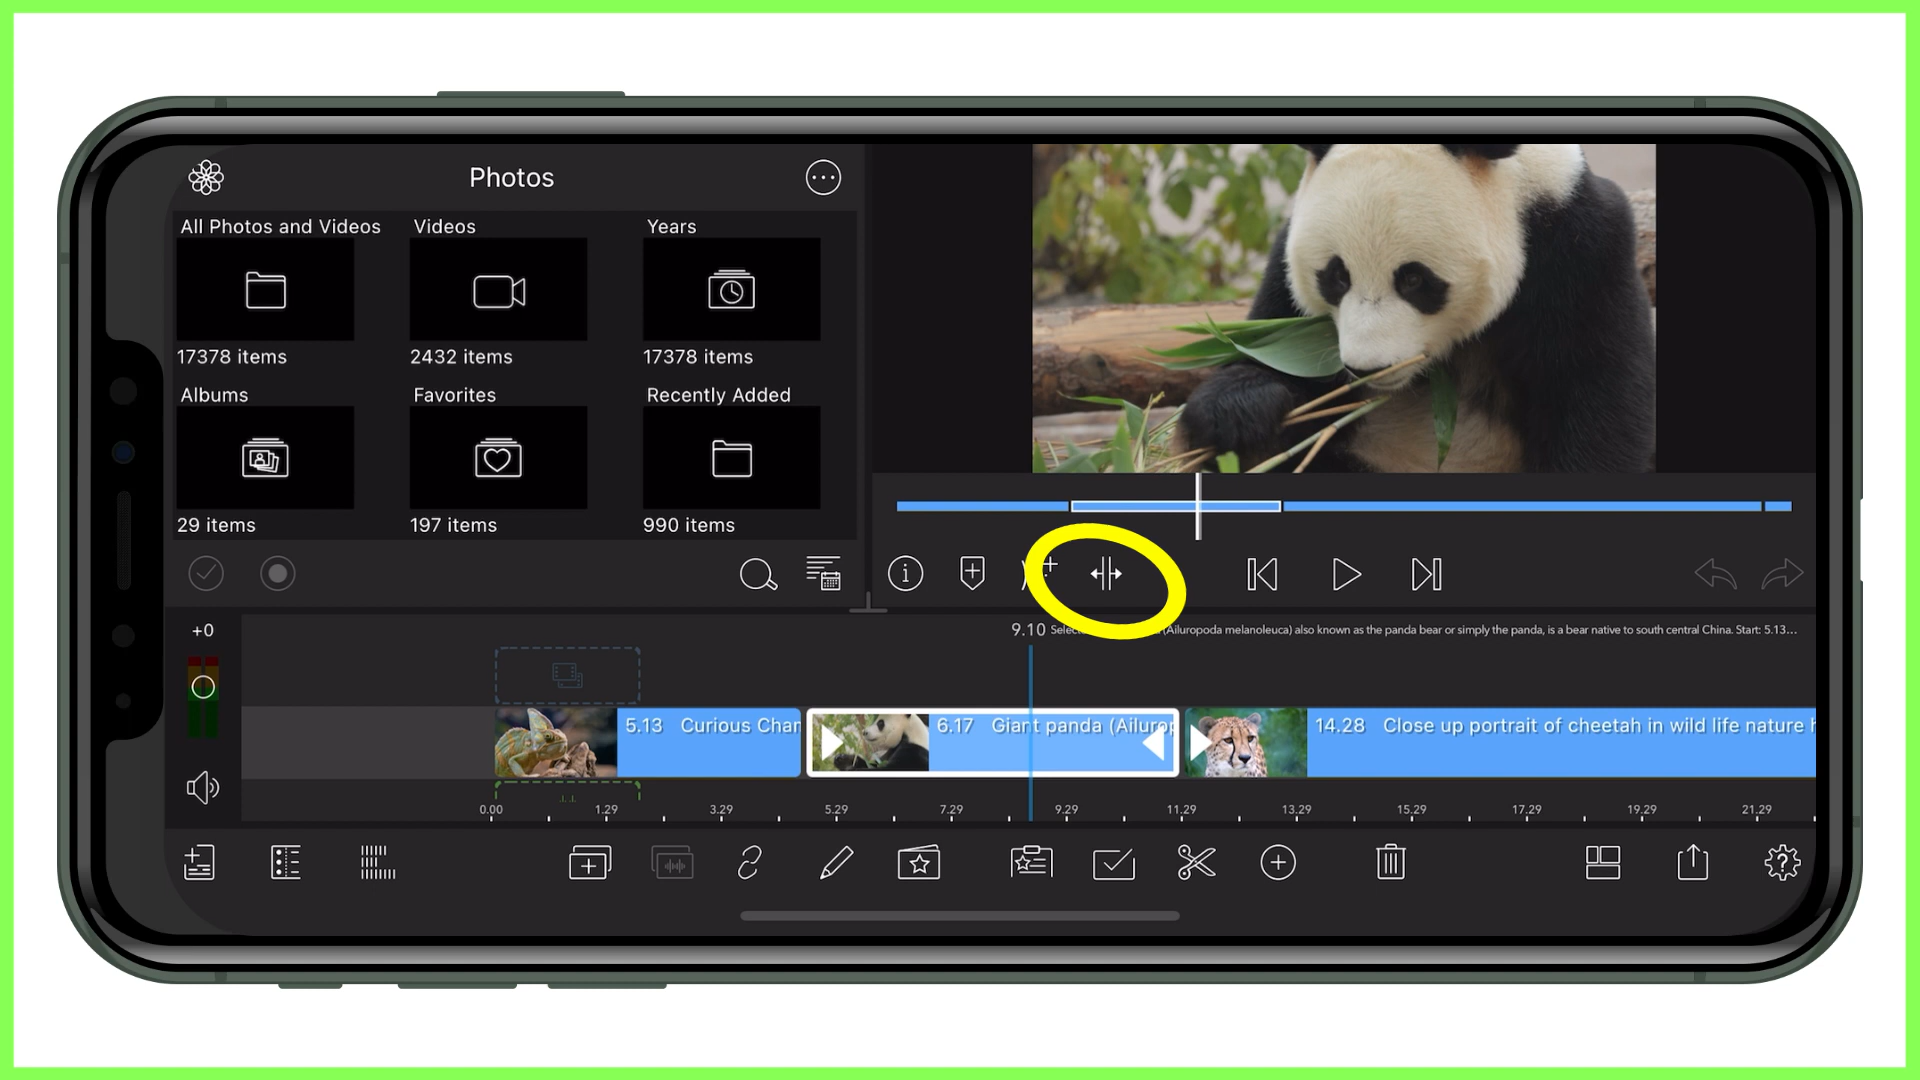 Photos
All Photos and Videos
Videos
Years
17378 items
2432 items
17378 items
Albums
Favorites
Recently Added
29 items
197 items
990 items
+0
9.10 (Ailuropoda melanoleuca) also known as the panda bear or simply the panda, is a bear native to south central China. Start: 5.13...
5.13 Curious Chan
6.17 Giant panda (Ailurop
14.28 Close up portrait of cheetah in wild life nature h
0.00 1.29 3.29 5.29 7.29 9.29 11.29 13.29 15.29 17.29 19.29 21.29